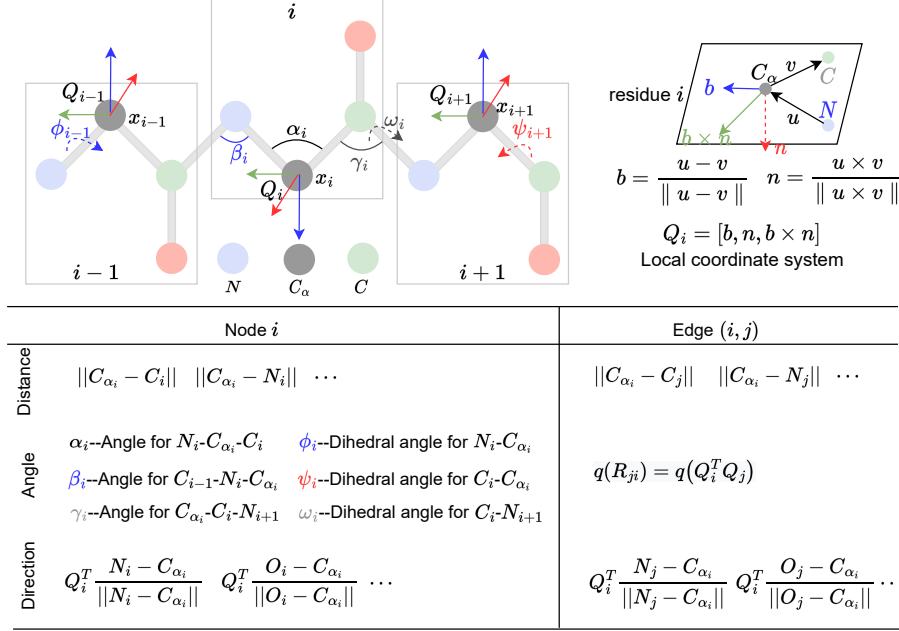 i
Q_{i-1}
x_{i-1}
ϕ_{i-1}
β_i
α_i
Q_i
x_i
γ_i
ω_i
Q_{i+1}
x_{i+1}
ψ_{i+1}
i − 1
i + 1
N
C_α
C
residue i
C_α
v
C
b
u
N
b × n
n
b = (u − v) / ∥ u − v ∥
n = (u × v) / ∥ u × v ∥
Q_i = [b, n, b × n]
Local coordinate system
Node i
Edge (i, j)
Distance
||C_{α_i} − C_i|| ||C_{α_i} − N_i|| ⋯
||C_{α_i} − C_j|| ||C_{α_i} − N_j|| ⋯
Angle
α_i--Angle for N_i-C_{α_i}-C_i
ϕ_i--Dihedral angle for N_i-C_{α_i}
β_i--Angle for C_{i−1}-N_i-C_{α_i}
ψ_i--Dihedral angle for C_i-C_{α_i}
γ_i--Angle for C_{α_i}-C_i-N_{i+1}
ω_i--Dihedral angle for C_i-N_{i+1}
q(R_{ji}) = q(Q_i^T Q_j)
Direction
Q_i^T (N_i − C_{α_i}) / ||N_i − C_{α_i}|| Q_i^T (O_i − C_{α_i}) / ||O_i − C_{α_i}|| ⋯
Q_i^T (N_j − C_{α_i}) / ||N_j − C_{α_i}|| Q_i^T (O_j − C_{α_i}) / ||O_j − C_{α_i}|| ⋯